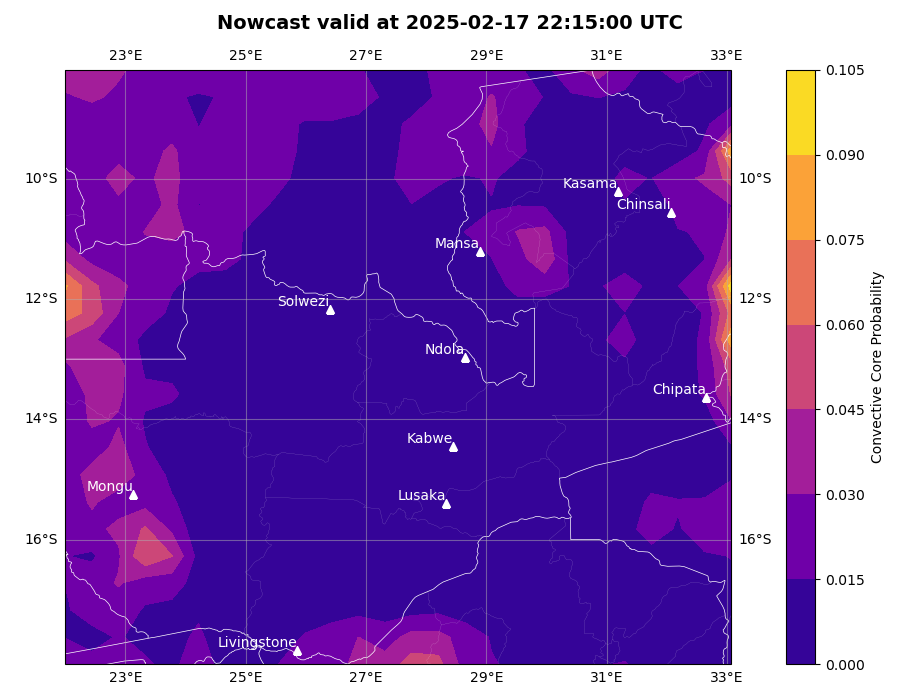 Nowcast valid at 2025-02-17 22:15:00 UTC
23°E 25°E 27°E 29°E 31°E 33°E
0.105
0.090
10°S 10°S
Kasama
Chinsali
0.075
Mansa
12°S 12°S
Solwezi
0.060
Ndola
Chipata
0.045
14°S 14°S
Kabwe
Mongu
Lusaka
0.030
16°S 16°S
0.015
Livingstone
0.000
23°E 25°E 27°E 29°E 31°E 33°E
Convective Core Probability